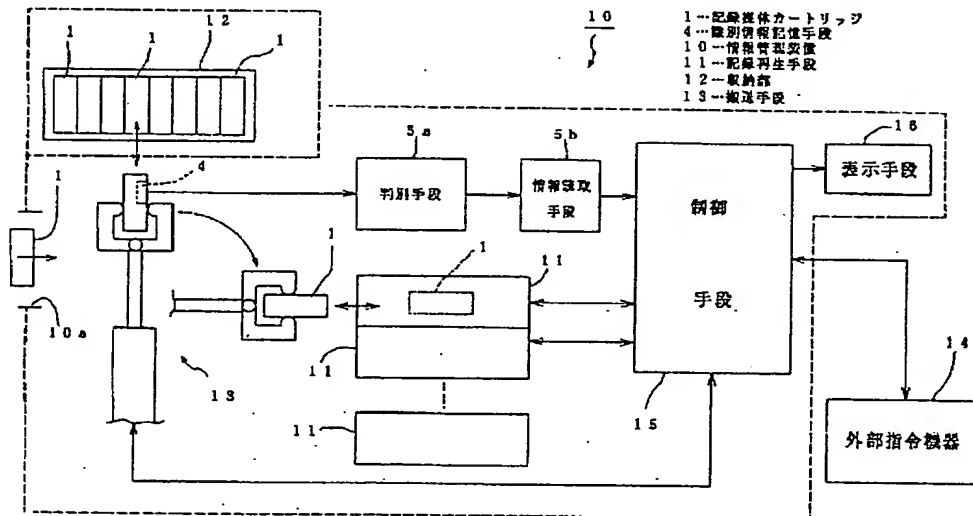 10
1…記録媒体カートリッジ
4…識別情報記憶手段
10…情報管理装置
11…記録再生手段
12…収納部
13…搬送手段
12
1
1
1
4
5a
5b
16
判別手段
情報読取
手段
表示手段
制御
手段
1
10a
1
1
11
11
11
13
15
14
外部指令機器